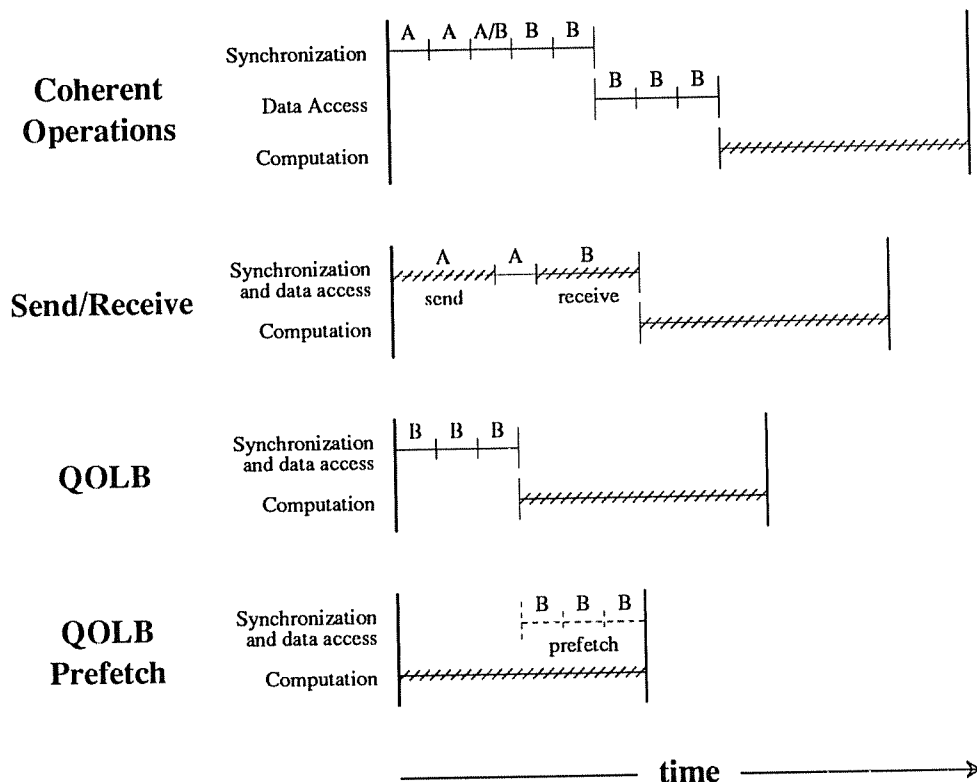 A A A/B B B
Synchronization
B B B
Coherent
Operations
Data Access
Computation
A A B
Synchronization
and data access
send receive
Send/Receive
Computation
B B B
Synchronization
and data access
QOLB
Computation
B B B
Synchronization
and data access
prefetch
QOLB
Prefetch
Computation
time